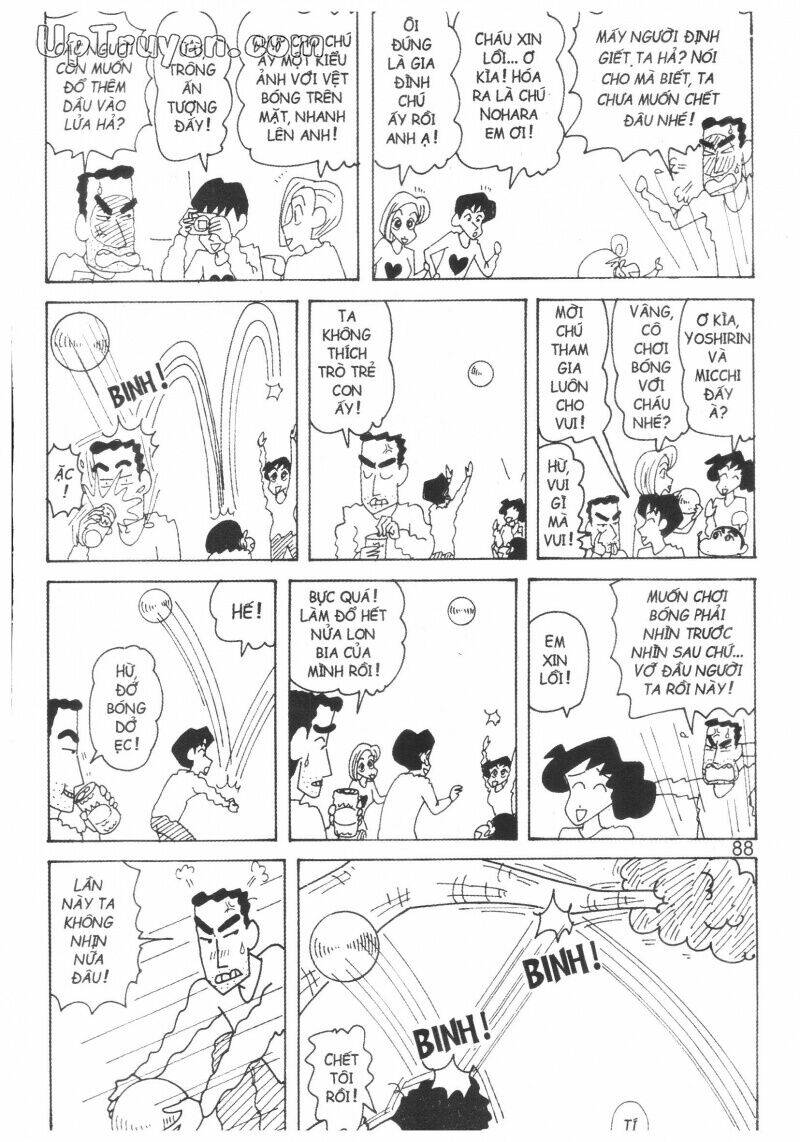 UpTruyen.com
MẤY NGƯỜI ĐỊNH
GIẾT TA HẢ? NÓI
CHO MÀ BIẾT, TA
CHƯA MUỐN CHẾT
ĐÂU NHÉ!
CHÁU XIN
LỖI... Ơ
KÌA! HÓA
RA LÀ CHÚ
NOHARA
EM ƠI!
ÔI
ĐÚNG
LÀ GIA
ĐÌNH
CHÚ
ẤY RỒI
ANH Ạ!
CHO CHÚ
ẤY MỘT KIỂU
ẢNH VỚI VỆT
BÓNG TRÊN
MẶT, NHANH
LÊN ANH!
TRÔNG
ẤN
TƯỢNG
ĐẤY!
CÁC NGƯƠI
CÒN MUỐN
ĐỔ THÊM
DẦU VÀO
LỬA HẢ?
Ơ KÌA,
YOSHIRIN
VÀ
MICCHI
ĐẤY
À?
VÂNG,
CÔ
CHƠI
BÓNG
VỚI
CHÁU
NHÉ?
MỜI
CHÚ
THAM
GIA
LUÔN
CHO
VUI!
HỪ,
VUI
GÌ
MÀ
VUI!
TA
KHÔNG
THÍCH
TRÒ TRẺ
CON
ẤY!
BINH!
ẶC
!
MUỐN CHƠI
BÓNG PHẢI
NHÌN TRƯỚC
NHÌN SAU CHỨ...
VỠ ĐẦU NGƯỜI
TA RỒI NÀY!
EM
XIN
LỖI!
BỰC QUÁ!
LÀM ĐỔ HẾT
NỬA LON
BIA CỦA
MÌNH RỒI!
HẾ!
HỪ,
ĐỠ
BÓNG
DỞ
ẸC!
88
BINH!
BINH!
CHẾT
TÔI
RỒI!
TÍ
LẦN
NÀY TA
KHÔNG
NHỊN
NỮA
ĐÂU!